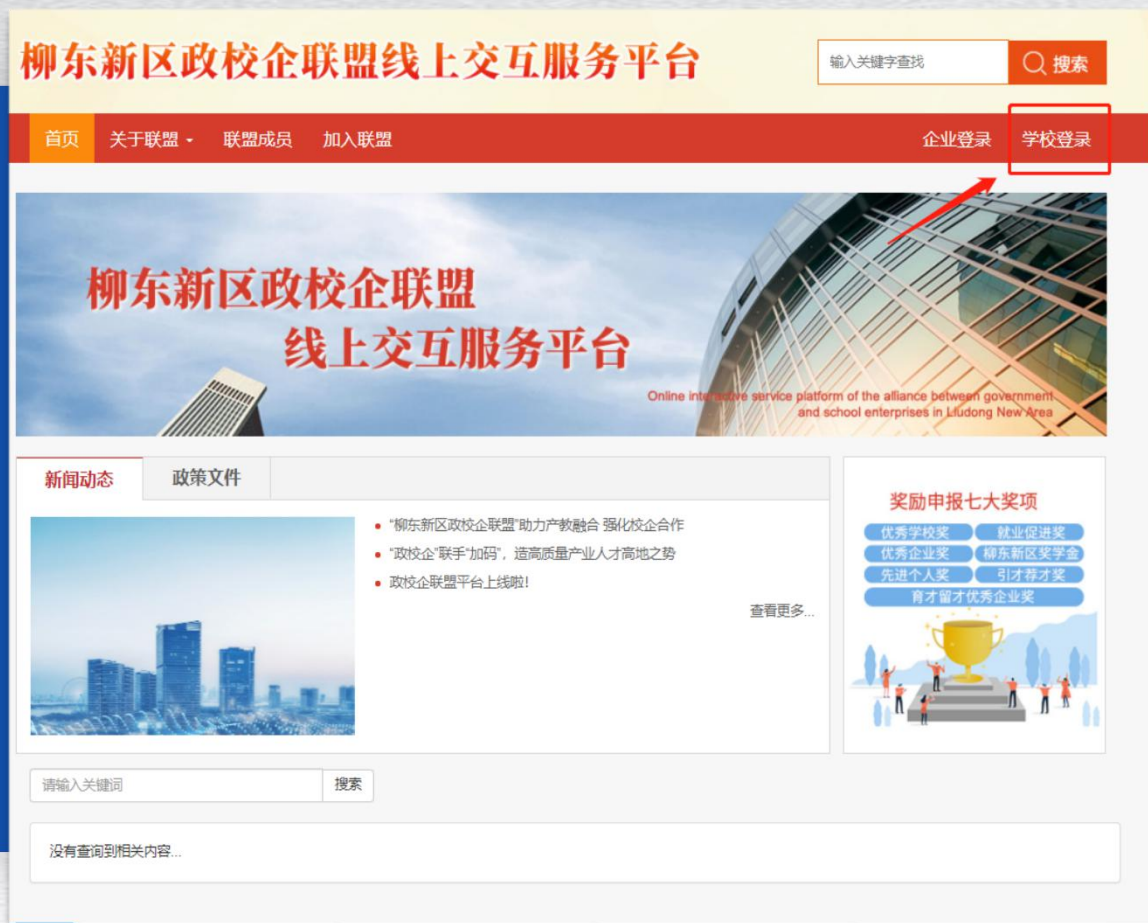 柳东新区政校企联盟线上交互服务平台
输入关键字查找
搜索
首页 关于联盟 联盟成员 加入联盟 企业登录 学校登录
柳东新区政校企联盟
线上交互服务平台
Online interactive service platform of the alliance between government
and school enterprises in Liudong New Area
新闻动态 政策文件
“柳东新区政校企联盟”助力产教融合 强化校企合作
“政校企”联手“加码”，造高质量产业人才高地之势
政校企联盟平台上线啦！
查看更多...
奖励申报七大奖项
优秀学校奖 就业促进奖
优秀企业奖 柳东新区奖学金
先进个人奖 引才荐才奖
育才留才优秀企业奖
请输入关键词 搜索
没有查询到相关内容...